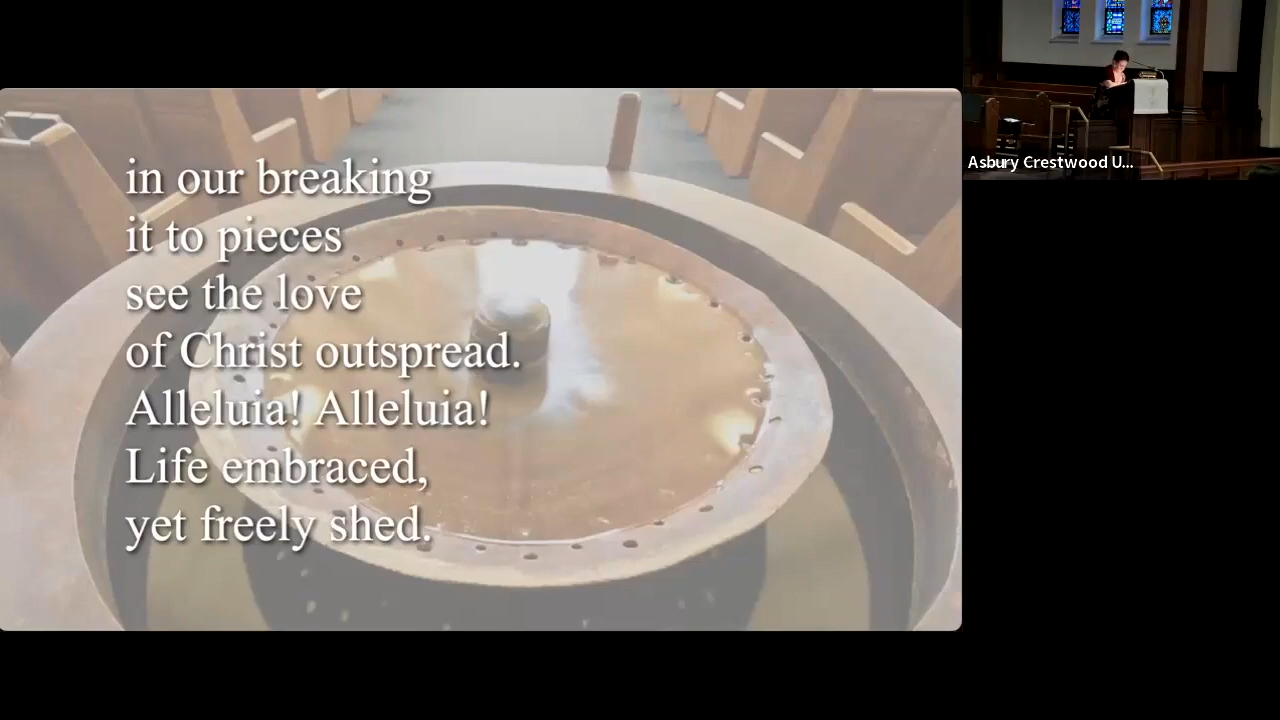 in our breaking
it to pieces
see the love
of Christ outspread.
Alleluia! Alleluia!
Life embraced,
yet freely shed.
Asbury Crestwood U...